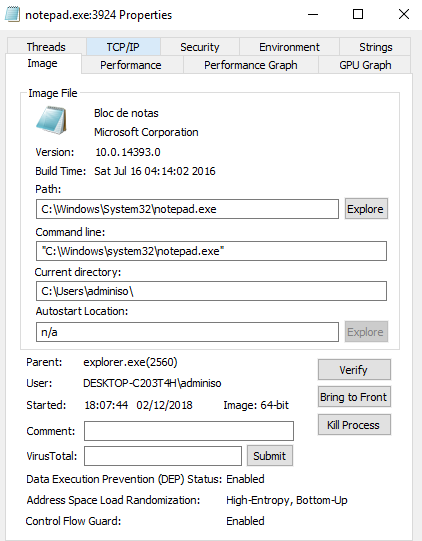 notepad.exe:3924 Properties
Threads TCP/IP Security Environment Strings
Image Performance Performance Graph GPU Graph
Image File
Bloc de notas
Microsoft Corporation
Version: 10.0.14393.0
Build Time: Sat Jul 16 04:14:02 2016
Path:
C:\Windows\System32\notepad.exe Explore
Command line:
"C:\Windows\system32\notepad.exe"
Current directory:
C:\Users\adminiso\
Autostart Location:
n/a Explore
Parent: explorer.exe(2560) Verify
User: DESKTOP-C203T4H\adminiso
Bring to Front
Started: 18:07:44 02/12/2018 Image: 64-bit
Kill Process
Comment:
VirusTotal: Submit
Data Execution Prevention (DEP) Status: Enabled
Address Space Load Randomization: High-Entropy, Bottom-Up
Control Flow Guard: Enabled